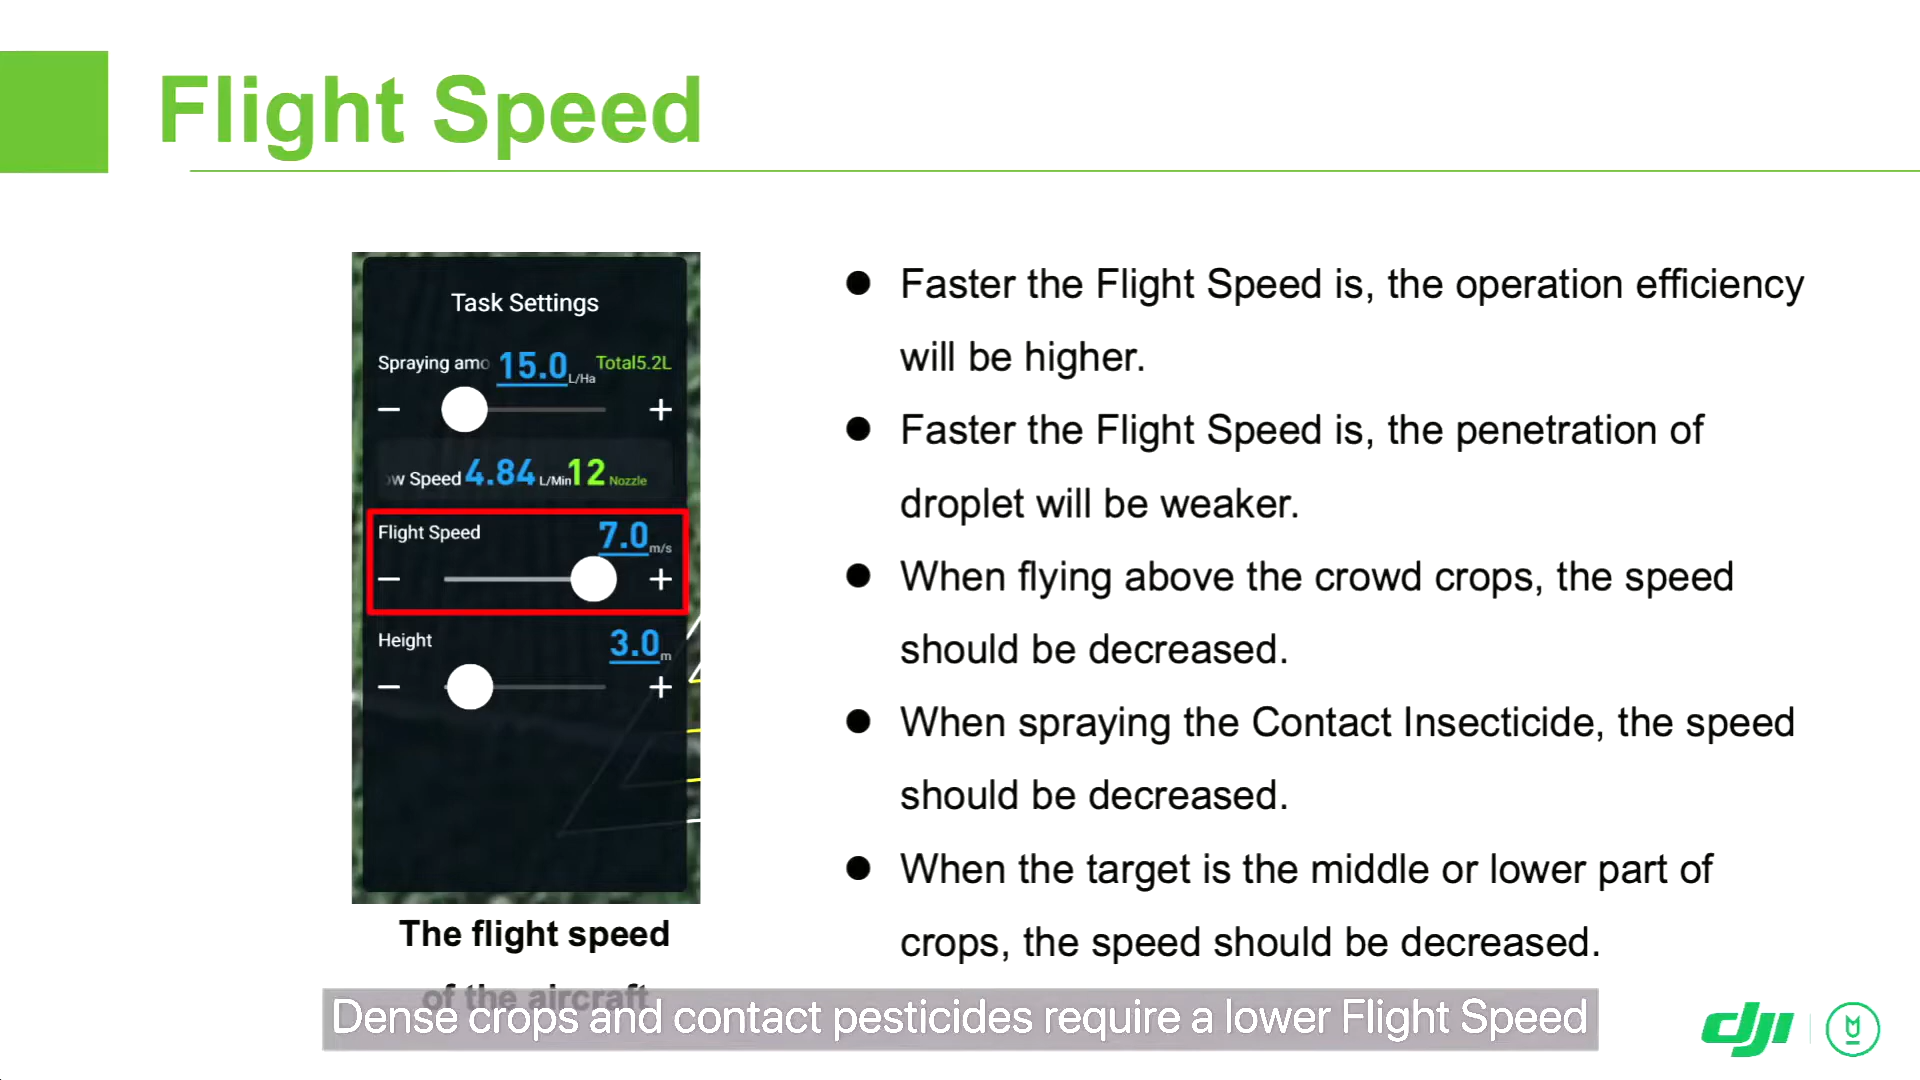 Flight Speed
Task Settings
Spraying amo 15.0 L/Ha Total5.2L
w Speed 4.84 L/Min 12 Nozzle
Flight Speed 7.0 m/s
Height 3.0 m
The flight speed
of the aircraft
● Faster the Flight Speed is, the operation efficiency
will be higher.
● Faster the Flight Speed is, the penetration of
droplet will be weaker.
● When flying above the crowd crops, the speed
should be decreased.
● When spraying the Contact Insecticide, the speed
should be decreased.
● When the target is the middle or lower part of
crops, the speed should be decreased.
Dense crops and contact pesticides require a lower Flight Speed
dji